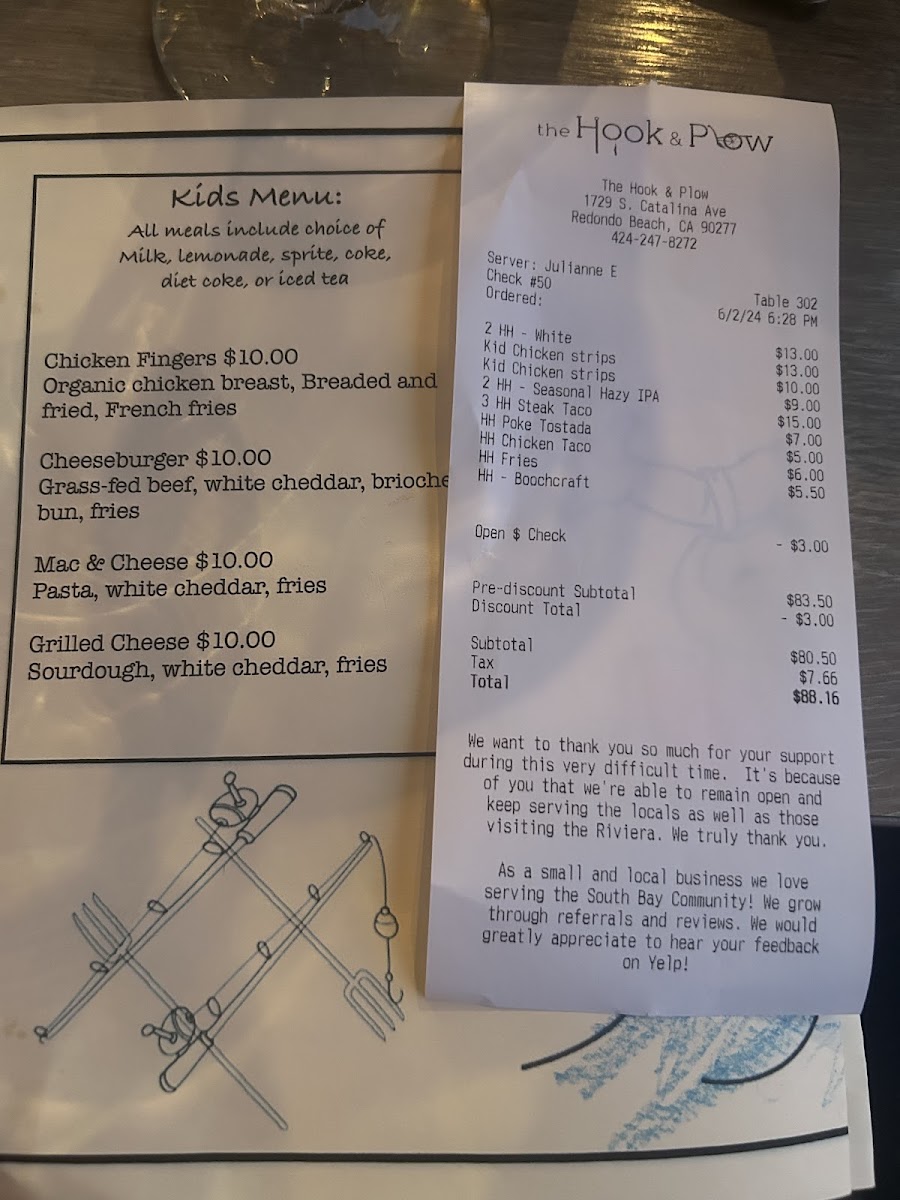 Kids Menu:
All meals include choice of
Milk, lemonade, sprite, coke,
diet coke, or iced tea
Chicken Fingers $10.00
Organic chicken breast, Breaded and
fried, French fries
Cheeseburger $10.00
Grass-fed beef, white cheddar, brioche
bun, fries
Mac & Cheese $10.00
Pasta, white cheddar, fries
Grilled Cheese $10.00
Sourdough, white cheddar, fries
the Hook & Plow
The Hook & Plow
1729 S. Catalina Ave
Redondo Beach, CA 90277
424-247-8272
Server: Julianne E
Check #50 Table 302
Ordered: 6/2/24 6:28 PM
2 HH - White $13.00
Kid Chicken strips $13.00
Kid Chicken strips $10.00
2 HH - Seasonal Hazy IPA $9.00
3 HH Steak Taco $15.00
HH Poke Tostada $7.00
HH Chicken Taco $5.00
HH Fries $6.00
HH - Boochcraft $5.50
Open $ Check - $3.00
Pre-discount Subtotal $83.50
Discount Total - $3.00
Subtotal $80.50
Tax $7.66
Total $88.16
We want to thank you so much for your support
during this very difficult time. It's because
of you that we're able to remain open and
keep serving the locals as well as those
visiting the Riviera. We truly thank you.
As a small and local business we love
serving the South Bay Community! We grow
through referrals and reviews. We would
greatly appreciate to hear your feedback
on Yelp!